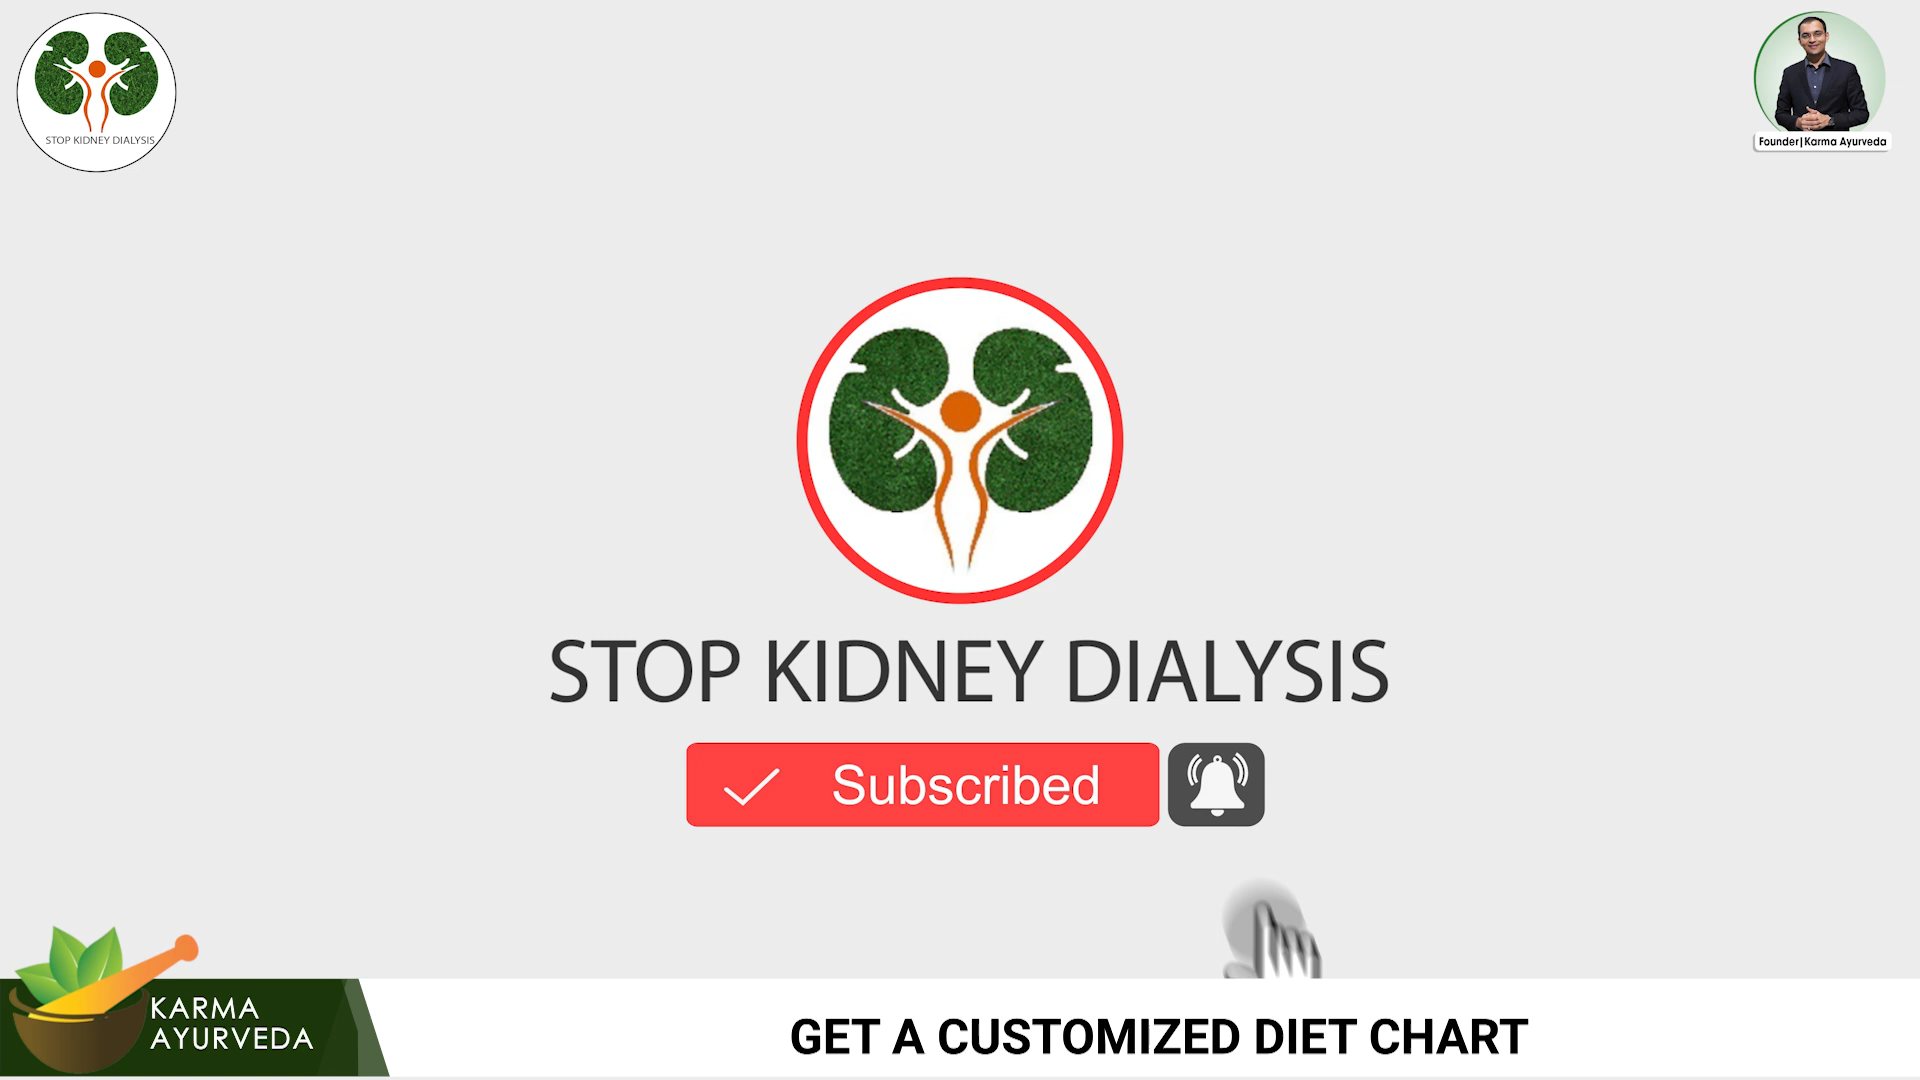 STOP KIDNEY DIALYSIS
Founder|Karma Ayurveda
STOP KIDNEY DIALYSIS
Subscribed
KARMA
AYURVEDA
GET A CUSTOMIZED DIET CHART